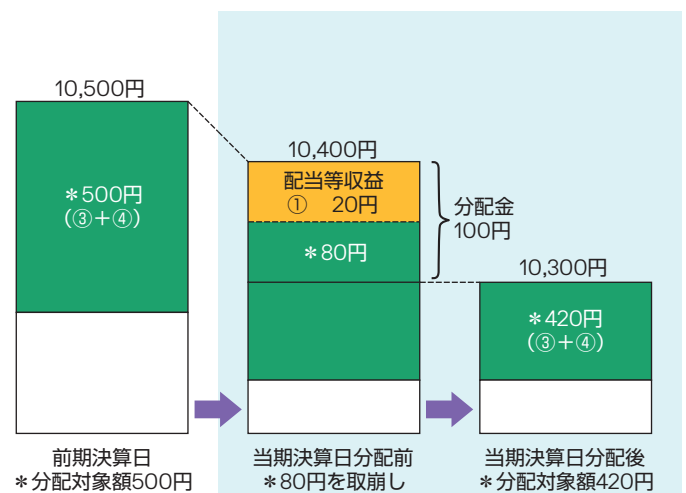 10,500円
＊500円
(③＋④)
前期決算日
＊分配対象額500円
10,400円
配当等収益
① 20円
＊80円
分配金
100円
当期決算日分配前
＊80円を取崩し
10,300円
＊420円
(③＋④)
当期決算日分配後
＊分配対象額420円